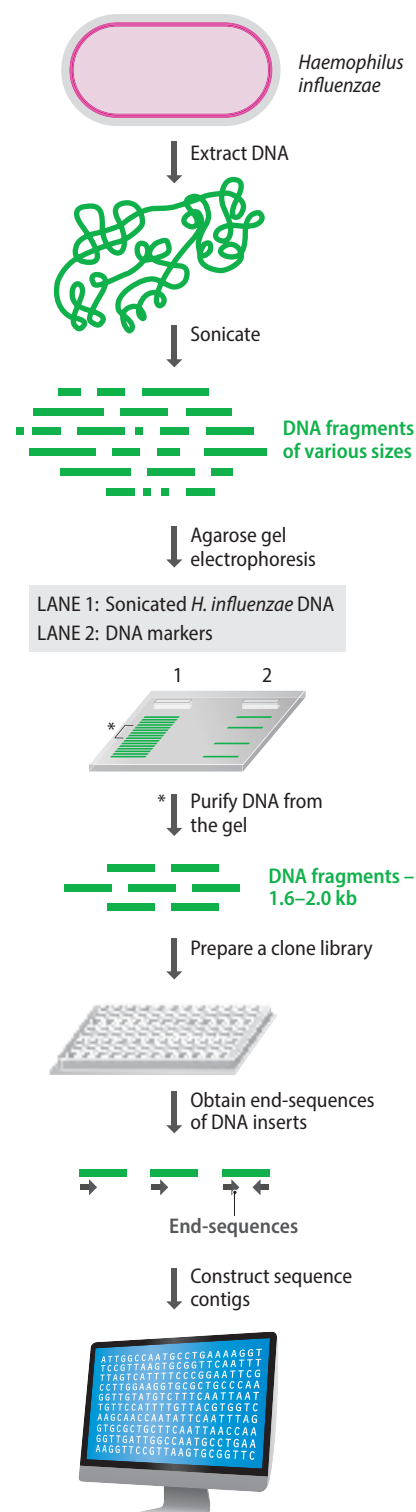 Haemophilus
influenzae
Extract DNA
Sonicate
DNA fragments
of various sizes
Agarose gel
electrophoresis
LANE 1: Sonicated H. influenzae DNA
LANE 2: DNA markers
1 2
*
* Purify DNA from
the gel
DNA fragments –
1.6–2.0 kb
Prepare a clone library
Obtain end-sequences
of DNA inserts
End-sequences
Construct sequence
contigs
ATTGGCCAATGCCTGAAAAGGT
TCCGTTAAGTGCGGTTCAATTT
TTAGTCATTTTCCCGGAATTCG
CCTTGGAAGGTGCGCTGCCCAA
GGTTGTATGTCTTTCAATTAAT
TGTTCCATTTTGTTACGTGGTC
AAGCAACCAATATTCAATTTAG
GTGCGCTGCTTCAATTAACCAA
GGTTGATTGGCCAATGCCTGAA
AAGGTTCCGTTAAGTGCGGTTC